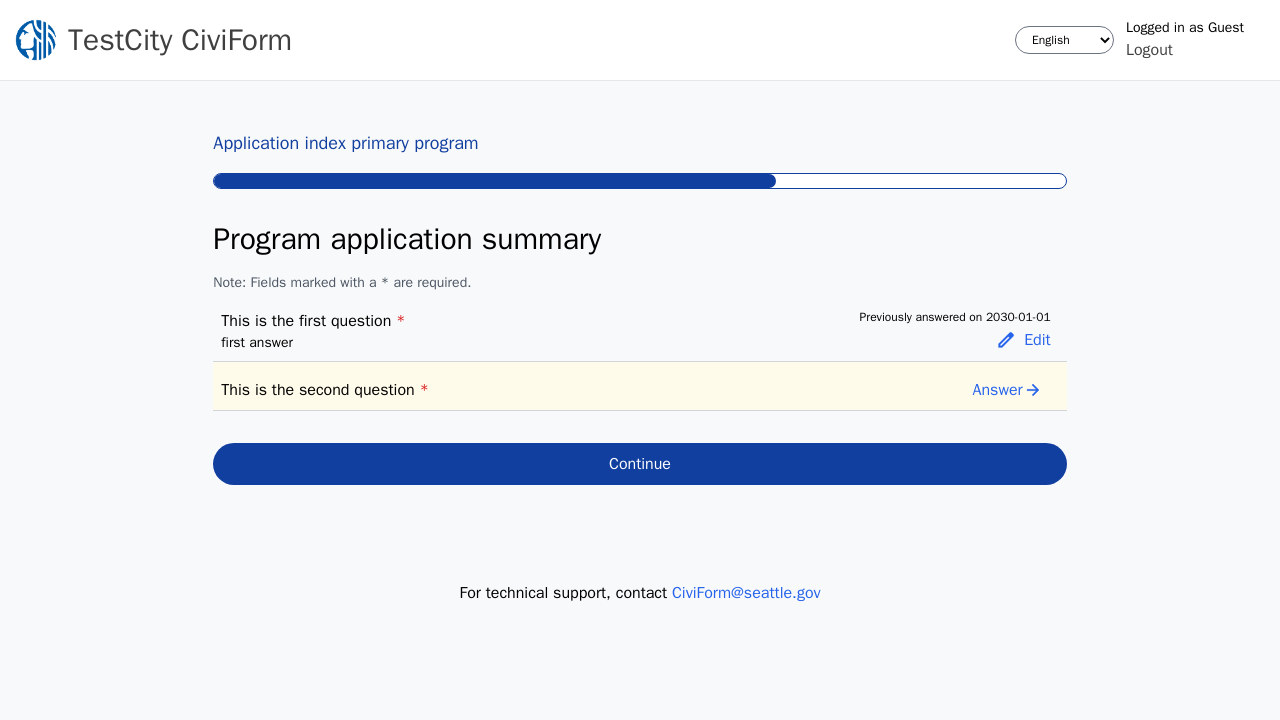 TestCity CiviForm
English
Logged in as Guest
Logout
Application index primary program
Program application summary
Note: Fields marked with a * are required.
This is the first question *
Previously answered on 2030-01-01
first answer
Edit
This is the second question *
Answer
Continue
For technical support, contact CiviForm@seattle.gov